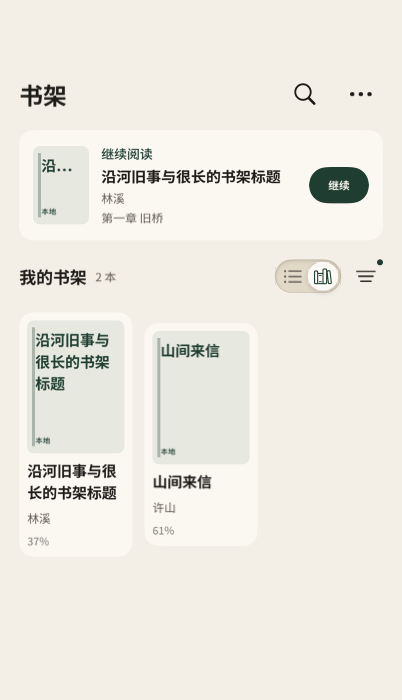 书架
沿…
本地
继续阅读
沿河旧事与很长的书架标题
林溪
第一章 旧桥
继续
我的书架 2 本
沿河旧事与
很长的书架
标题
本地
沿河旧事与很
长的书架标题
林溪
37%
山间来信
本地
山间来信
许山
61%